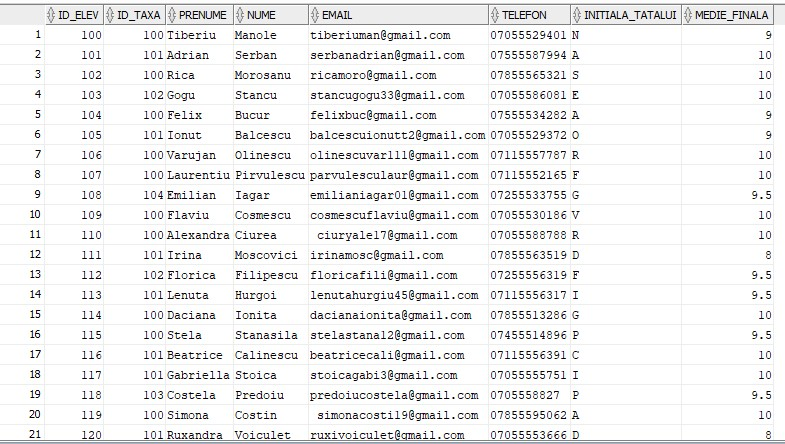 ID_ELEV ID_TAXA PRENUME NUME EMAIL TELEFON INITIALA_TATALUI MEDIE_FINALA
1 100 100 Tiberiu Manole tiberiuman@gmail.com 07055529401 N 9
2 101 101 Adrian Serban serbanadrian@gmail.com 07555587994 A 10
3 102 100 Rica Morosanu ricamoro@gmail.com 07855565321 S 10
4 103 102 Gogu Stancu stancugogu33@gmail.com 07055586081 E 10
5 104 100 Felix Bucur felixbuc@gmail.com 07555534282 A 9
6 105 101 Ionut Balcescu balcescuionutt2@gmail.com 07055529372 O 9
7 106 100 Varujan Olinescu olinescuvar111@gmail.com 07115557787 R 10
8 107 100 Laurentiu Pirvulescu parvulesculaur@gmail.com 07115552165 F 10
9 108 104 Emilian Iagar emilianiagar01@gmail.com 07255533755 G 9.5
10 109 100 Flaviu Cosmescu cosmescuflaviu@gmail.com 07055530186 V 10
11 110 100 Alexandra Ciurea ciuryale17@gmail.com 07055588788 R 10
12 111 101 Irina Moscovici irinamosc@gmail.com 07855563519 D 8
13 112 102 Florica Filipescu floricafili@gmail.com 07255556319 F 9.5
14 113 101 Lenuta Hurgoi lenutahurgiu45@gmail.com 07115556317 I 9.5
15 114 100 Daciana Ionita dacianaionita@gmail.com 07855513286 G 10
16 115 100 Stela Stanasila stelastana12@gmail.com 07455514896 P 9.5
17 116 101 Beatrice Calinescu beatricecali@gmail.com 07115556391 C 10
18 117 101 Gabriella Stoica stoicagabi3@gmail.com 07055555751 I 10
19 118 103 Costela Predoiu predoiucostela@gmail.com 0705558827 P 9.5
20 119 100 Simona Costin simonacosti19@gmail.com 07855595062 A 10
21 120 101 Ruxandra Voiculet ruxivoiculet@gmail.com 07055553666 D 8